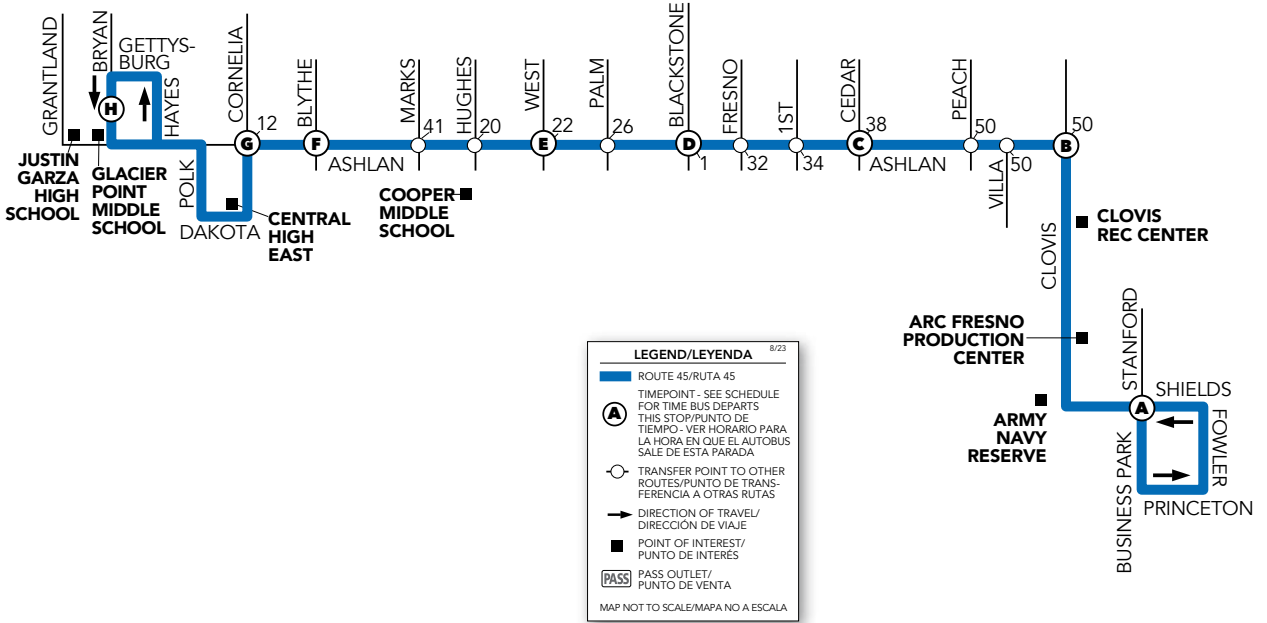 GRANTLAND
BRYAN
GETTYS-
BURG
HAYES
H
JUSTIN
GARZA
HIGH
SCHOOL
GLACIER
POINT
MIDDLE
SCHOOL
POLK
DAKOTA
CORNELIA
12
G
CENTRAL
HIGH
EAST
BLYTHE
F
ASHLAN
MARKS
41
HUGHES
20
COOPER
MIDDLE
SCHOOL
WEST
22
E
PALM
26
BLACKSTONE
D
1
FRESNO
32
1ST
34
CEDAR
38
C
ASHLAN
PEACH
50
VILLA
50
50
B
CLOVIS
CLOVIS
REC CENTER
ARC FRESNO
PRODUCTION
CENTER
ARMY
NAVY
RESERVE
STANFORD
A
SHIELDS
FOWLER
BUSINESS PARK
PRINCETON
LEGEND/LEYENDA 8/23
ROUTE 45/RUTA 45
A
TIMEPOINT - SEE SCHEDULE
FOR TIME BUS DEPARTS
THIS STOP/PUNTO DE
TIEMPO - VER HORARIO PARA
LA HORA EN QUE EL AUTOBUS
SALE DE ESTA PARADA
TRANSFER POINT TO OTHER
ROUTES/PUNTO DE TRANS-
FERENCIA A OTRAS RUTAS
DIRECTION OF TRAVEL/
DIRECCIÓN DE VIAJE
POINT OF INTEREST/
PUNTO DE INTERÉS
PASS
PASS OUTLET/
PUNTO DE VENTA
MAP NOT TO SCALE/MAPA NO A ESCALA